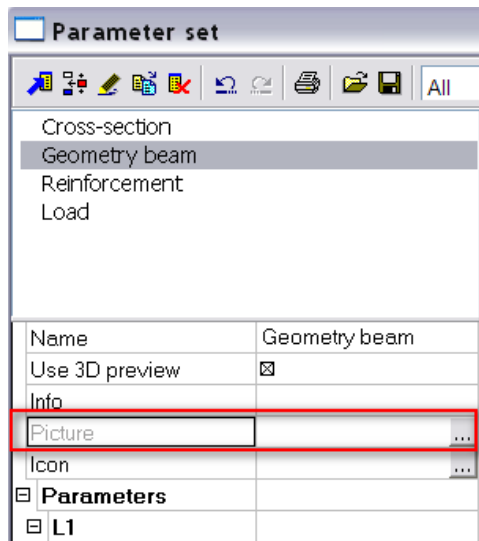 Parameter set
All
Cross-section
Geometry beam
Reinforcement
Load
Name Geometry beam
Use 3D preview
Info
Picture ...
Icon ...
Parameters
L1